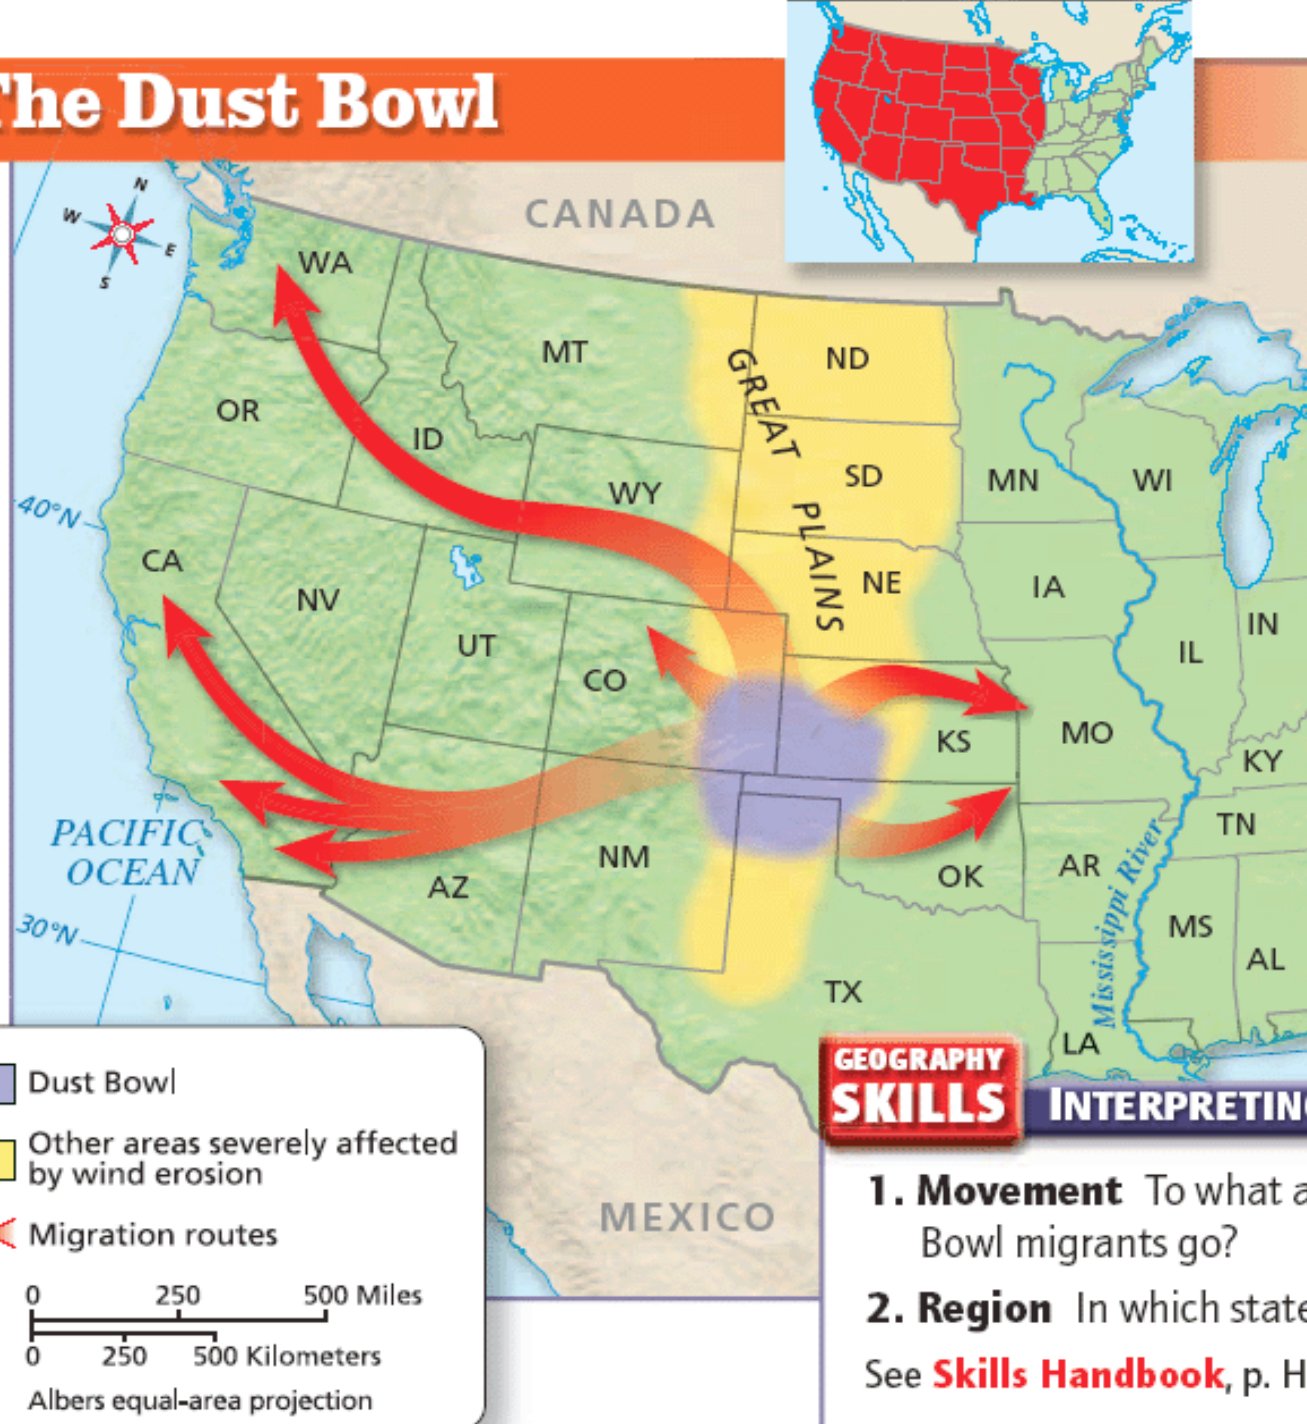 The Dust Bowl
N
W
E
S
CANADA
WA
MT
ND
GREAT
PLAINS
OR
ID
SD
MN
WI
WY
40°N
CA
NE
IA
NV
IN
UT
IL
CO
KS
MO
KY
PACIFIC
OCEAN
TN
NM
AZ
OK
AR
Mississippi River
MS
AL
30°N
TX
LA
MEXICO
Dust Bowl
Other areas severely affected
by wind erosion
Migration routes
0 250 500 Miles
0 250 500 Kilometers
Albers equal-area projection
GEOGRAPHY
SKILLS
INTERPRETING
1. Movement To what a
Bowl migrants go?
2. Region In which state
See Skills Handbook, p. H